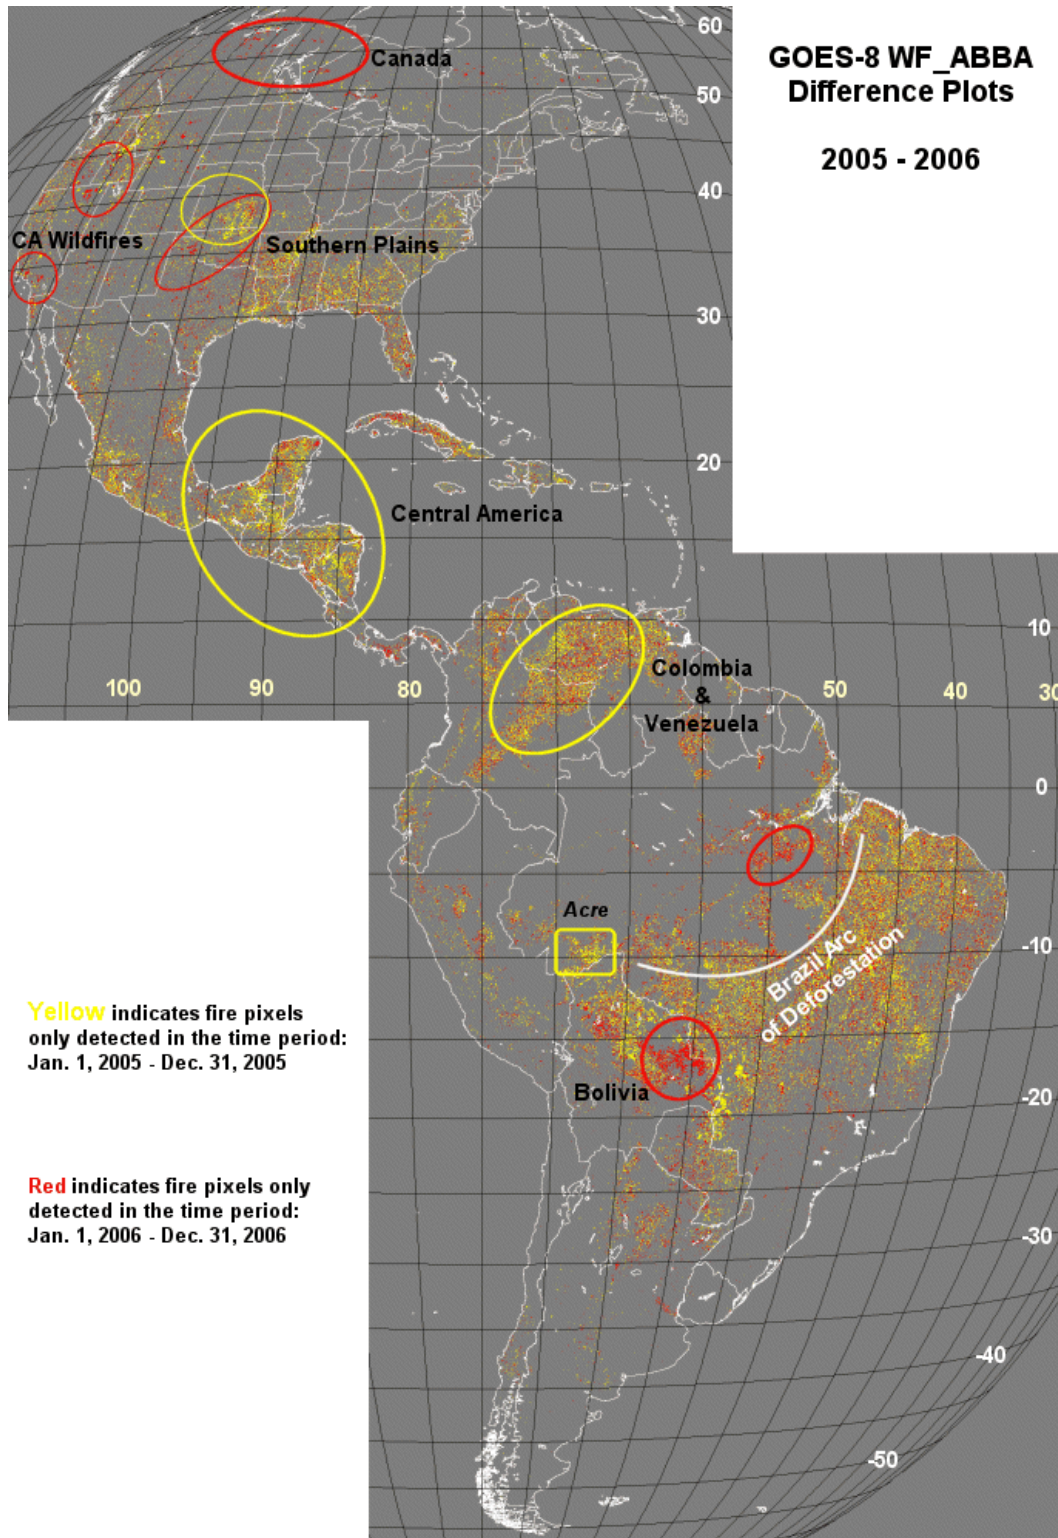 GOES-8 WF_ABBA
Difference Plots
2005 - 2006
60
50
40
30
20
10
0
-10
-20
-30
-40
-50
100
90
80
50
40
30
Canada
CA Wildfires
Southern Plains
Central America
Colombia
&
Venezuela
Acre
Brazil Arc
of Deforestation
Bolivia
Yellow indicates fire pixels
only detected in the time period:
Jan. 1, 2005 - Dec. 31, 2005
Red indicates fire pixels only
detected in the time period:
Jan. 1, 2006 - Dec. 31, 2006